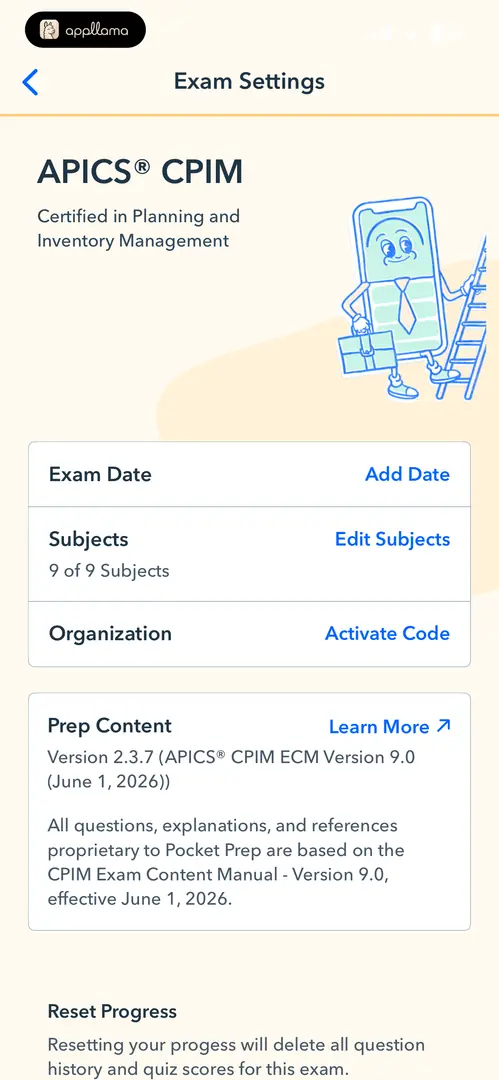 appllama
Exam Settings
APICS® CPIM
Certified in Planning and
Inventory Management
Exam Date
Add Date
Subjects
Edit Subjects
9 of 9 Subjects
Organization
Activate Code
Prep Content
Learn More
Version 2.3.7 (APICS® CPIM ECM Version 9.0
(June 1, 2026))
All questions, explanations, and references
proprietary to Pocket Prep are based on the
CPIM Exam Content Manual - Version 9.0,
effective June 1, 2026.
Reset Progress
Resetting your progess will delete all question
history and quiz scores for this exam.